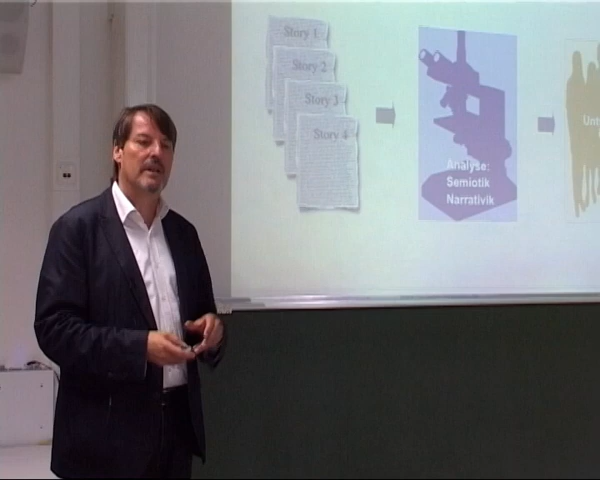 Story 1
Story 2
Story 3
Story 4
Analyse:
Semiotik
Narrativik